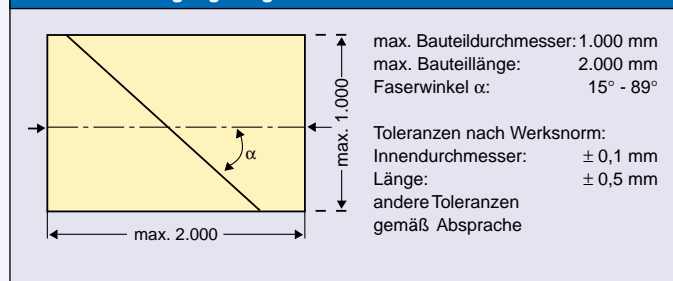 max. Bauteildurchmesser: 1.000 mm
max. Bauteillänge: 2.000 mm
Faserwinkel α: 15° - 89°
Toleranzen nach Werksnorm:
Innendurchmesser: ± 0,1 mm
Länge: ± 0,5 mm
andere Toleranzen
gemäß Absprache
max. 1.000
α
max. 2.000